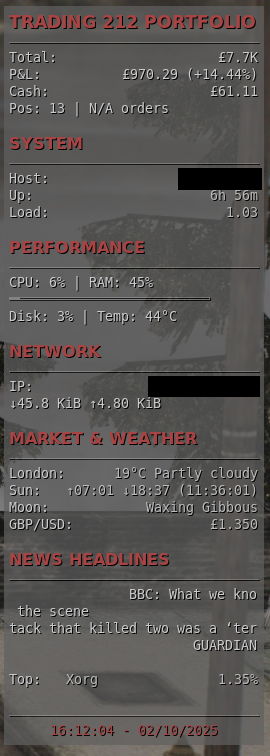 TRADING 212 PORTFOLIO
Total: £7.7K
P&L: £970.29 (+14.44%)
Cash: £61.11
Pos: 13 | N/A orders
SYSTEM
Host:
Up: 6h 56m
Load: 1.03
PERFORMANCE
CPU: 6% | RAM: 45%
Disk: 3% | Temp: 44°C
NETWORK
IP:
↓45.8 KiB ↑4.80 KiB
MARKET & WEATHER
London: 19°C Partly cloudy
Sun: ↑07:01 ↓18:37 (11:36:01)
Moon: Waxing Gibbous
GBP/USD: £1.350
NEWS HEADLINES
BBC: What we kno
the scene
tack that killed two was a ‘ter
GUARDIAN
Top: Xorg 1.35%
16:12:04 - 02/10/2025